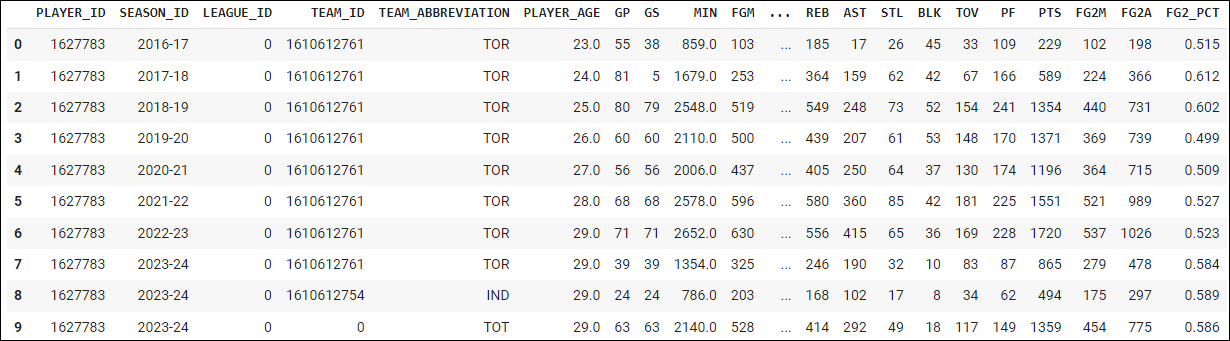 PLAYER_ID SEASON_ID LEAGUE_ID TEAM_ID TEAM_ABBREVIATION PLAYER_AGE GP GS MIN FGM ... REB AST STL BLK TOV PF PTS FG2M FG2A FG2_PCT
0 1627783 2016-17 0 1610612761 TOR 23.0 55 38 859.0 103 ... 185 17 26 45 33 109 229 102 198 0.515
1 1627783 2017-18 0 1610612761 TOR 24.0 81 5 1679.0 253 ... 364 159 62 42 67 166 589 224 366 0.612
2 1627783 2018-19 0 1610612761 TOR 25.0 80 79 2548.0 519 ... 549 248 73 52 154 241 1354 440 731 0.602
3 1627783 2019-20 0 1610612761 TOR 26.0 60 60 2110.0 500 ... 439 207 61 53 148 170 1371 369 739 0.499
4 1627783 2020-21 0 1610612761 TOR 27.0 56 56 2006.0 437 ... 405 250 64 37 130 174 1196 364 715 0.509
5 1627783 2021-22 0 1610612761 TOR 28.0 68 68 2578.0 596 ... 580 360 85 42 181 225 1551 521 989 0.527
6 1627783 2022-23 0 1610612761 TOR 29.0 71 71 2652.0 630 ... 556 415 65 36 169 228 1720 537 1026 0.523
7 1627783 2023-24 0 1610612761 TOR 29.0 39 39 1354.0 325 ... 246 190 32 10 83 87 865 279 478 0.584
8 1627783 2023-24 0 1610612754 IND 29.0 24 24 786.0 203 ... 168 102 17 8 34 62 494 175 297 0.589
9 1627783 2023-24 0 0 TOT 29.0 63 63 2140.0 528 ... 414 292 49 18 117 149 1359 454 775 0.586